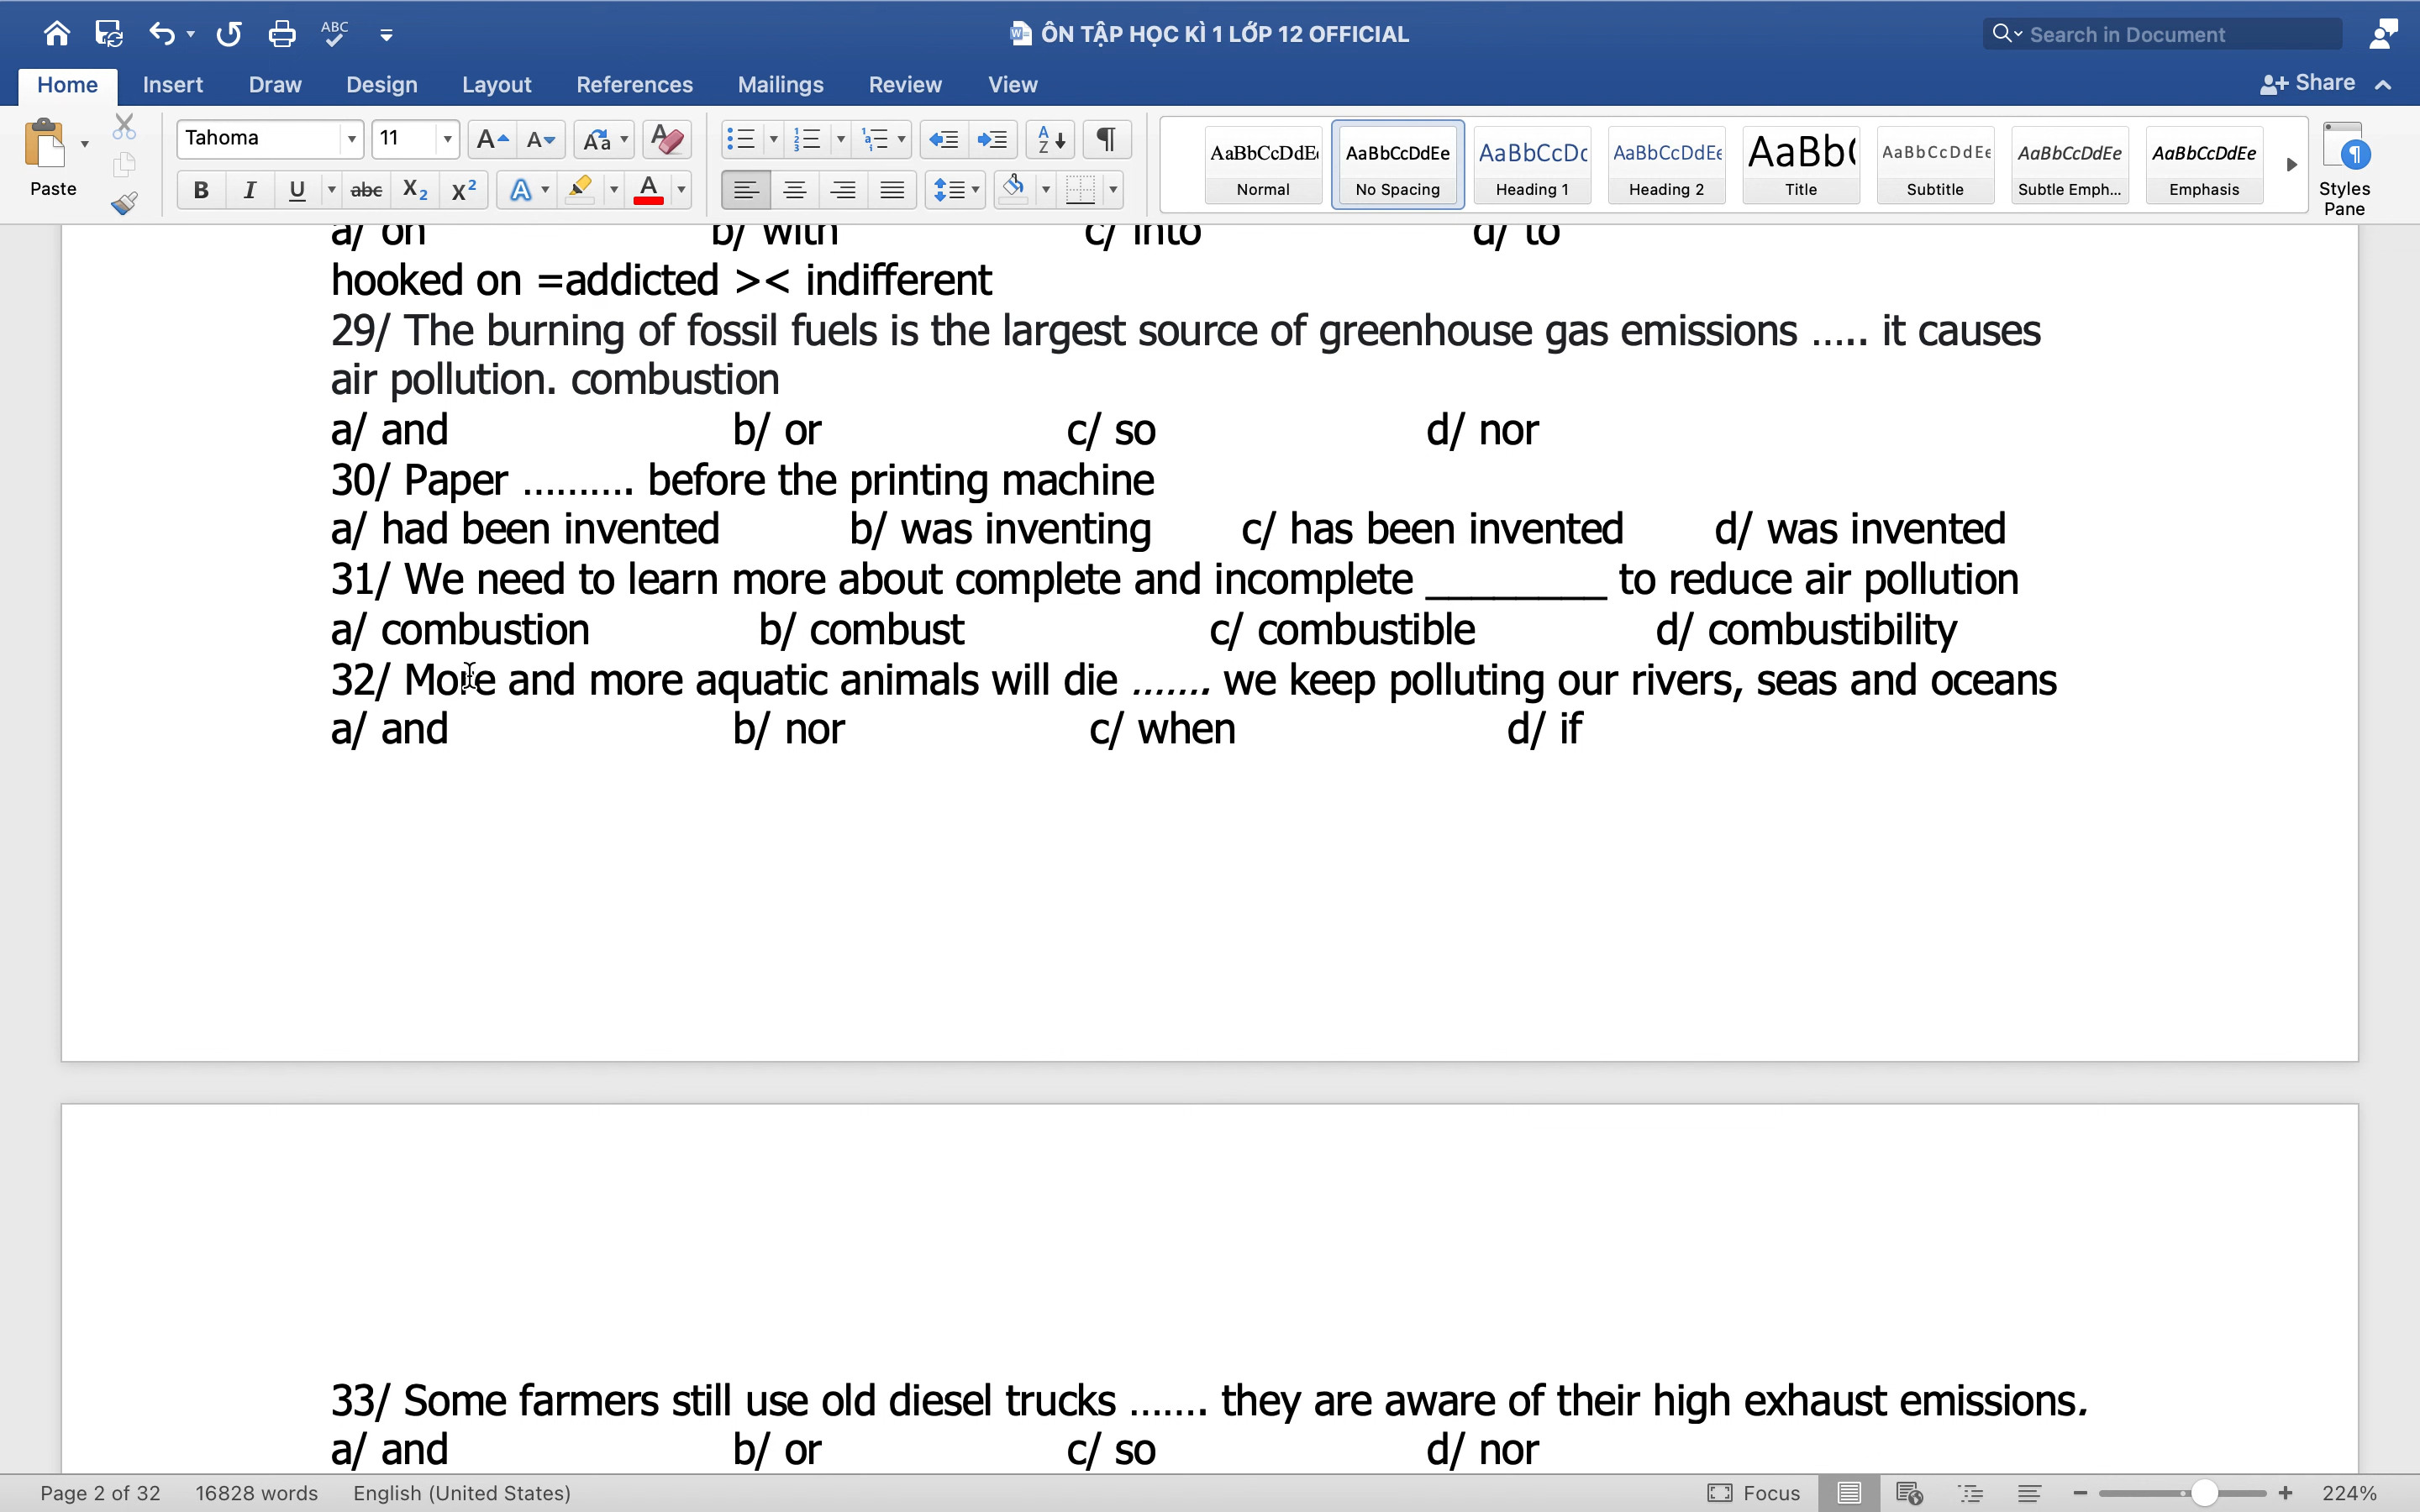 ABC
ÔN TẬP HỌC KÌ 1 LỚP 12 OFFICIAL
Search in Document
Home Insert Draw Design Layout References Mailings Review View Share
Paste
Tahoma 11
AaBbCcDdEe AaBbCcDdEe AaBbCcDc AaBbCcDdEe AaBb( AaBbCcDdEe AaBbCcDdEe AaBbCcDdEe
Normal No Spacing Heading 1 Heading 2 Title Subtitle Subtle Emph... Emphasis
Styles Pane
a/ on b/ with c/ into d/ to
hooked on =addicted >< indifferent
29/ The burning of fossil fuels is the largest source of greenhouse gas emissions ..... it causes
air pollution. combustion
a/ and b/ or c/ so d/ nor
30/ Paper .......... before the printing machine
a/ had been invented b/ was inventing c/ has been invented d/ was invented
31/ We need to learn more about complete and incomplete ________ to reduce air pollution
a/ combustion b/ combust c/ combustible d/ combustibility
32/ More and more aquatic animals will die ....... we keep polluting our rivers, seas and oceans
a/ and b/ nor c/ when d/ if
33/ Some farmers still use old diesel trucks ....... they are aware of their high exhaust emissions.
a/ and b/ or c/ so d/ nor
Page 2 of 32 16828 words English (United States) Focus 224%